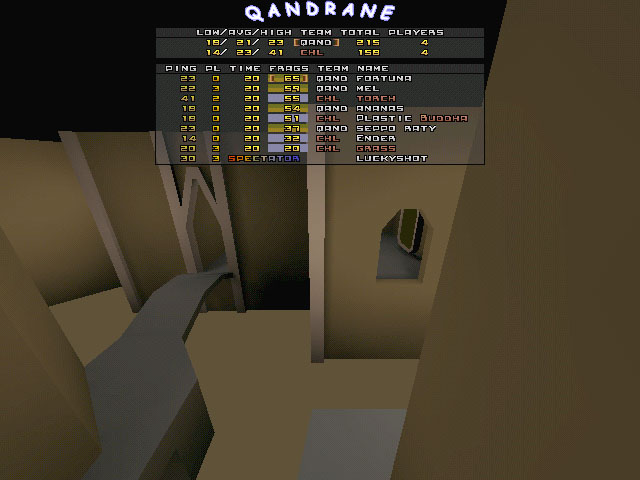 QANDRANE
LOW/AVG/HIGH TEAM TOTAL PLAYERS
18/ 21/ 23 [QAND] 215 4
14/ 23/ 41 CHL 158 4
PING PL TIME FRAGS TEAM NAME
23 0 20 [ 65] QAND FORTUNA
22 3 20 59 QAND MEL
41 2 20 55 CHL TORCH
18 0 20 54 QAND ANANAS
18 0 20 51 CHL PLASTIC BUDDHA
23 0 20 37 QAND SEPPO RATY
14 0 20 32 CHL ENDER
20 3 20 20 CHL GRASS
30 3 SPECTATOR LUCKYSHOT